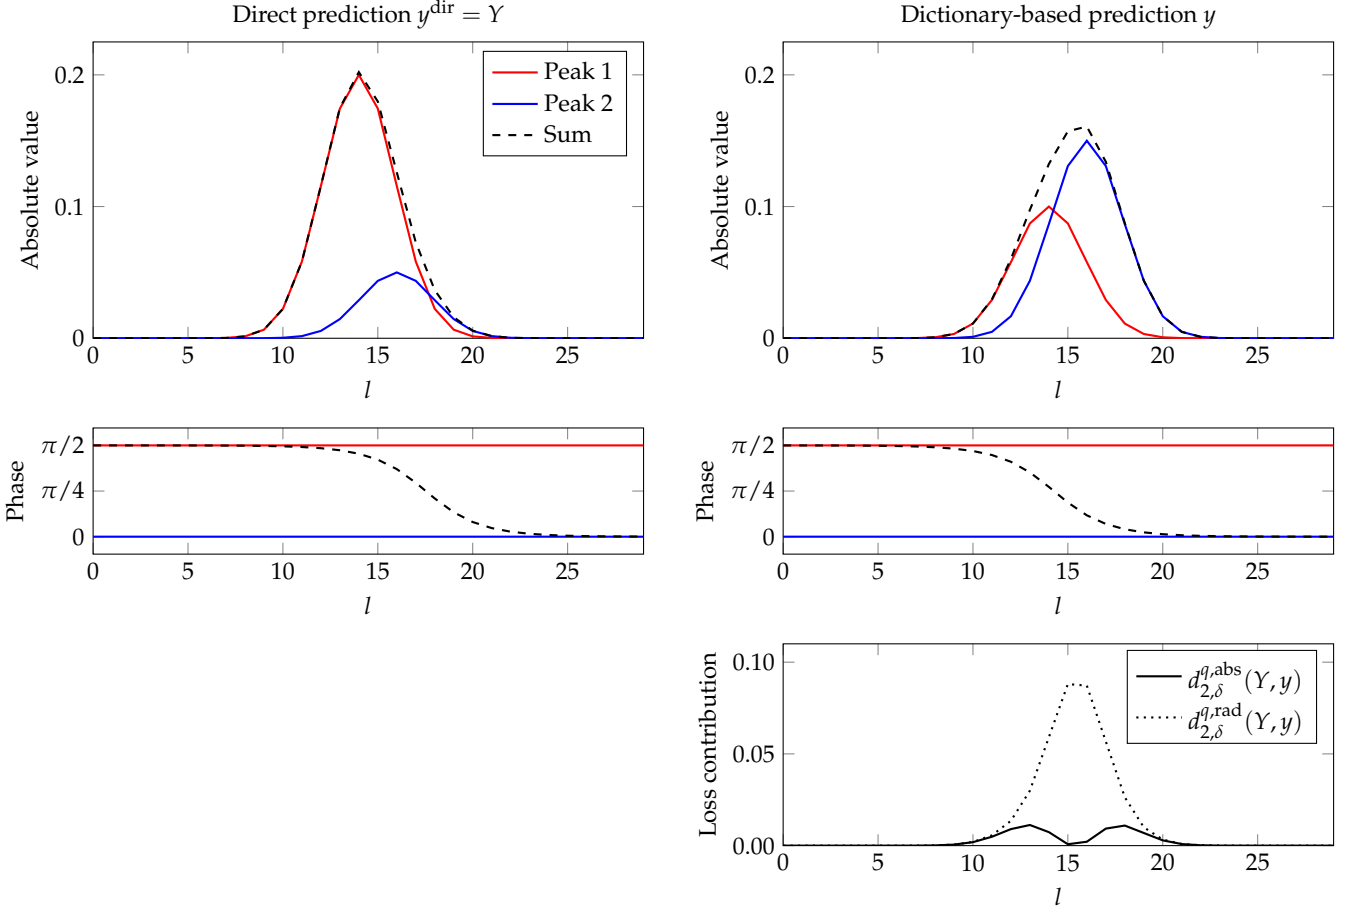 Direct prediction y^dir = Y
Dictionary-based prediction y
Absolute value
0.2
0.1
0
0 5 10 15 20 25
l
Peak 1
Peak 2
Sum
Absolute value
0.2
0.1
0
0 5 10 15 20 25
l
Phase
π/2
π/4
0
0 5 10 15 20 25
l
Phase
π/2
π/4
0
0 5 10 15 20 25
l
Loss contribution
0.10
0.05
0.00
0 5 10 15 20 25
l
d_{2,δ}^{q,abs}(Y, y)
d_{2,δ}^{q,rad}(Y, y)